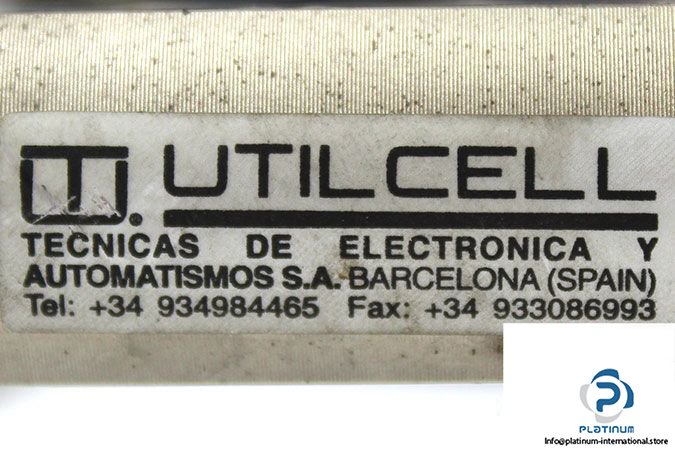 UTILCELL
TECNICAS DE ELECTRONICA Y
AUTOMATISMOS S.A. BARCELONA (SPAIN)
Tel: +34 934984465 Fax: +34 933086993
PLATINUM
Info@platinum-international.store